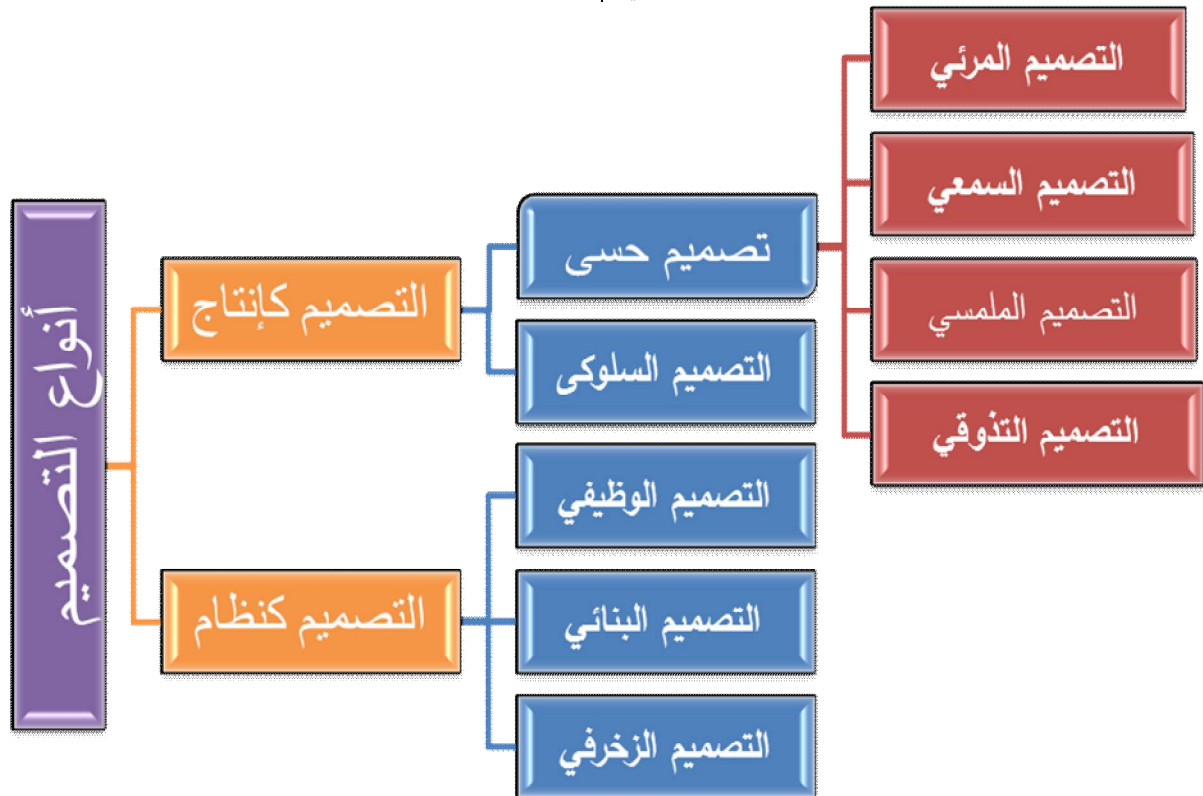 أنواع التصميم
التصميم كإنتاج
تصميم حسى
التصميم المرئي
التصميم السمعي
التصميم الملمسي
التصميم التذوقي
التصميم السلوكى
التصميم كنظام
التصميم الوظيفي
التصميم البنائي
التصميم الزخرفي